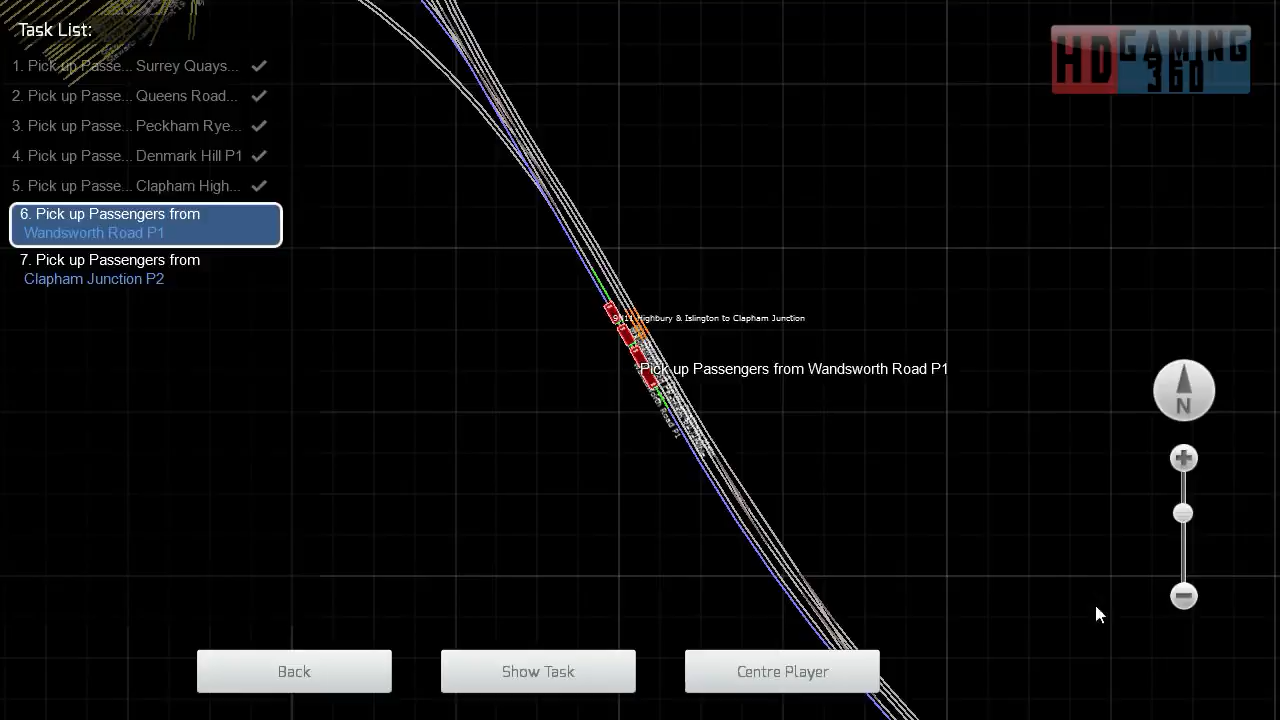 Task List:
1. Pick up Passe... Surrey Quays...
2. Pick up Passe... Queens Road...
3. Pick up Passe... Peckham Rye...
4. Pick up Passe... Denmark Hill P1
5. Pick up Passe... Clapham High...
6. Pick up Passengers from
Wandsworth Road P1
7. Pick up Passengers from
Clapham Junction P2
HD GAMING
360
Highbury & Islington to Clapham Junction
Pick up Passengers from Wandsworth Road P1
Road P1
N
Back
Show Task
Centre Player